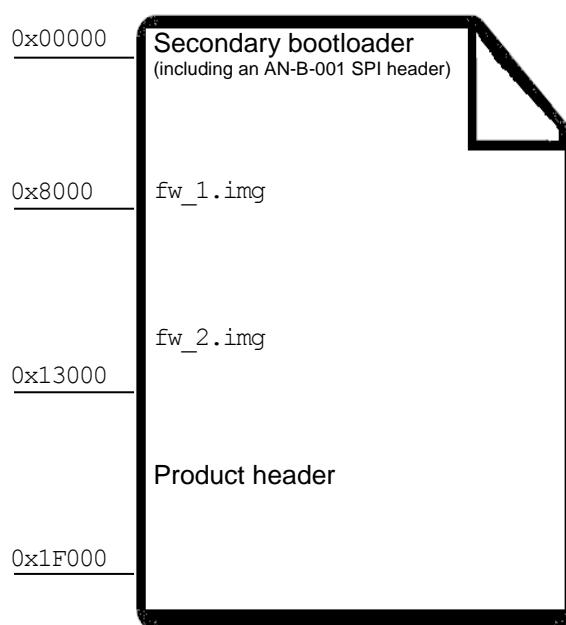 0x00000
Secondary bootloader
(including an AN-B-001 SPI header)
0x8000
fw_1.img
fw_2.img
0x13000
Product header
0x1F000